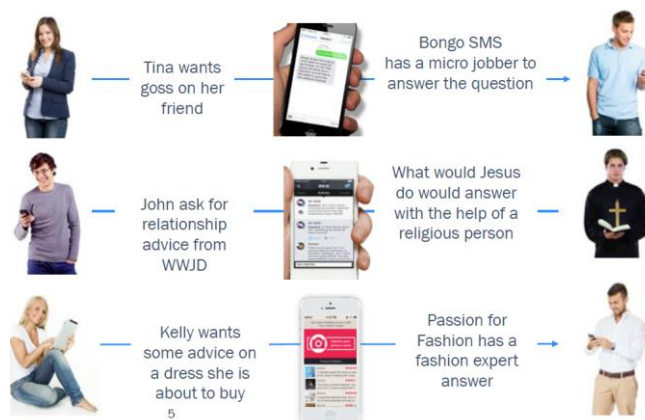 Tina wants
goss on her
friend
Bongo SMS
has a micro jobber to
answer the question
John ask for
relationship
advice from
WWJD
What would Jesus
do would answer
with the help of a
religious person
Kelly wants
some advice on
a dress she is
about to buy
Passion for
Fashion has a
fashion expert
answer
5